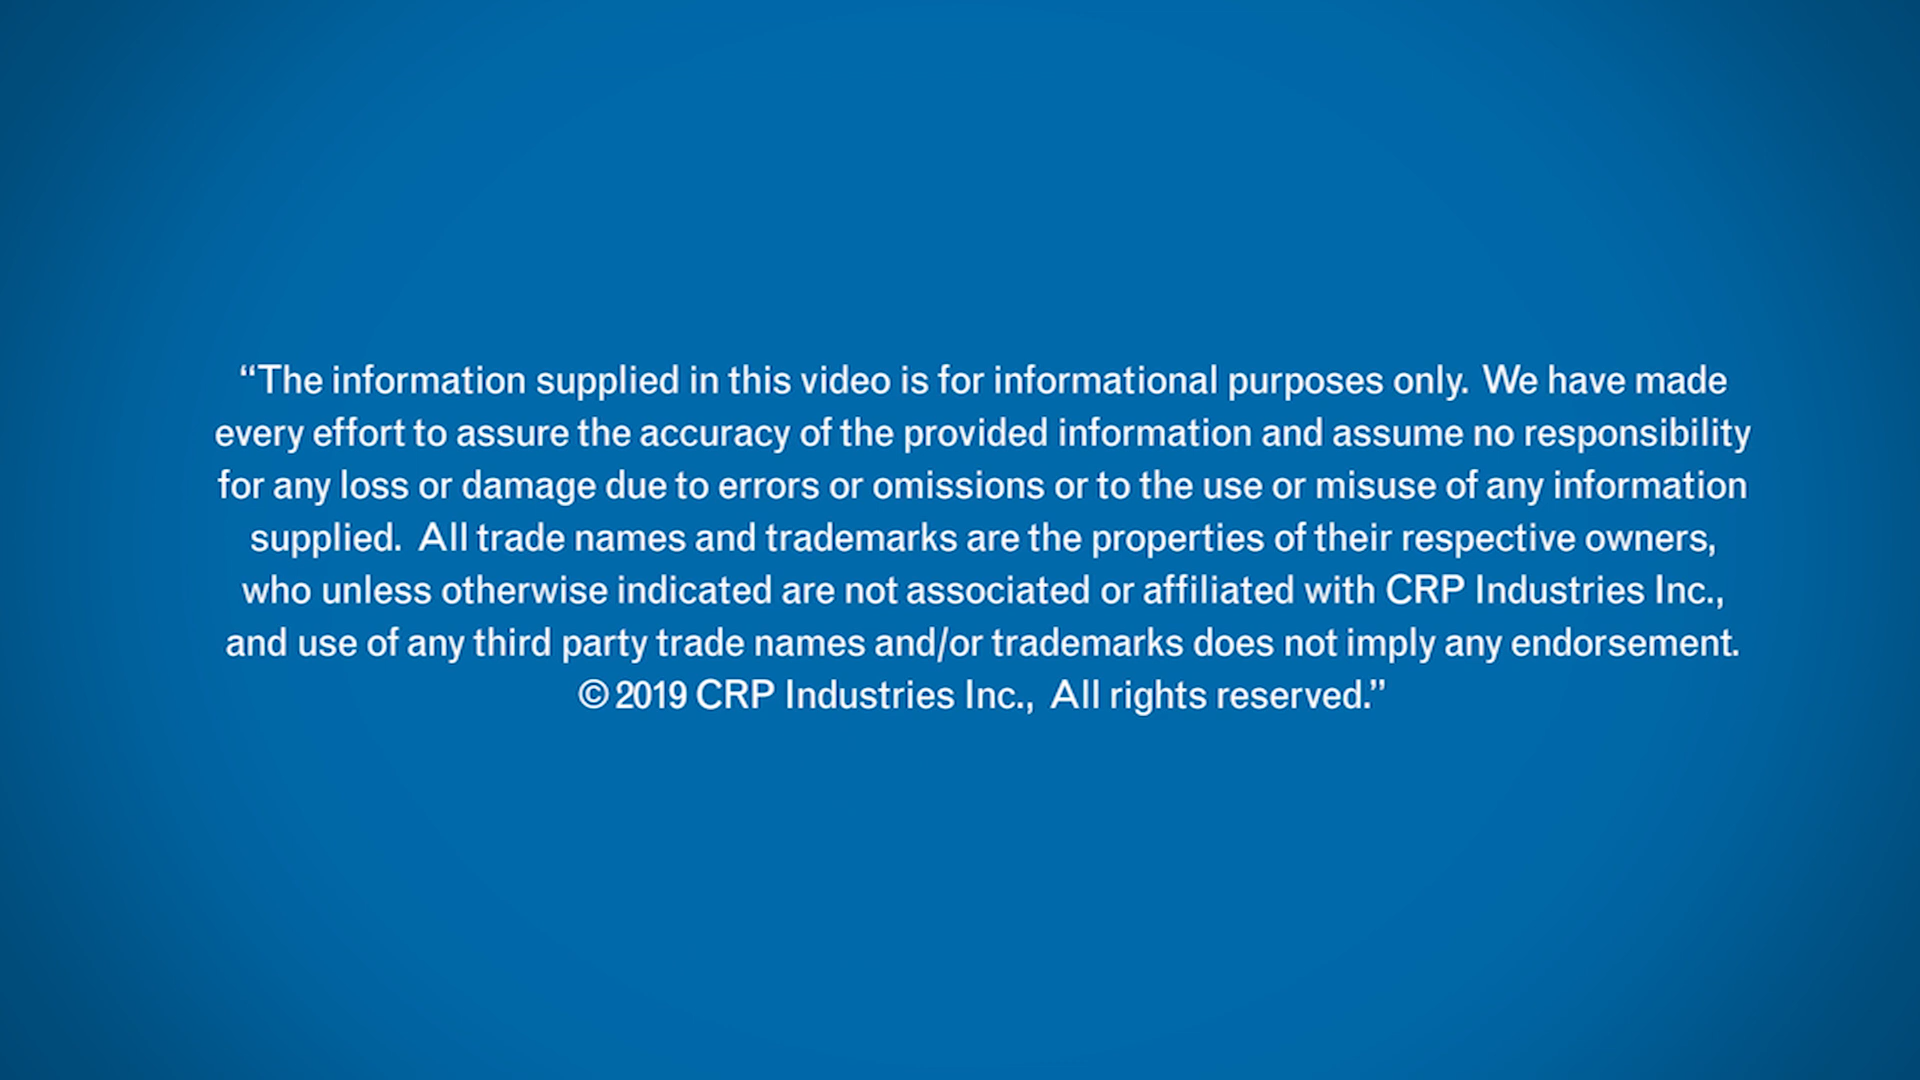 “The information supplied in this video is for informational purposes only.  We have made
every effort to assure the accuracy of the provided information and assume no responsibility
for any loss or damage due to errors or omissions or to the use or misuse of any information
supplied.  All trade names and trademarks are the properties of their respective owners,
who unless otherwise indicated are not associated or affiliated with CRP Industries Inc.,
and use of any third party trade names and/or trademarks does not imply any endorsement.
© 2019 CRP Industries Inc.,  All rights reserved.”